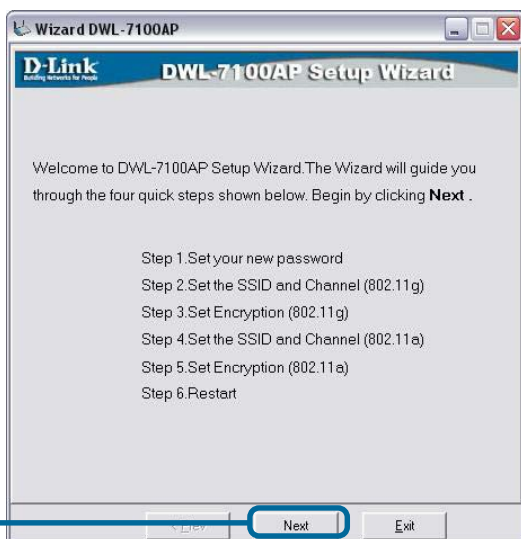 Wizard DWL-7100AP
D-Link
Building Networks for People
DWL-7100AP Setup Wizard
Welcome to DWL-7100AP Setup Wizard.The Wizard will guide you
through the four quick steps shown below. Begin by clicking Next .
Step 1.Set your new password
Step 2.Set the SSID and Channel (802.11g)
Step 3.Set Encryption (802.11g)
Step 4.Set the SSID and Channel (802.11a)
Step 5.Set Encryption (802.11a)
Step 6.Restart
< Prev Next Exit